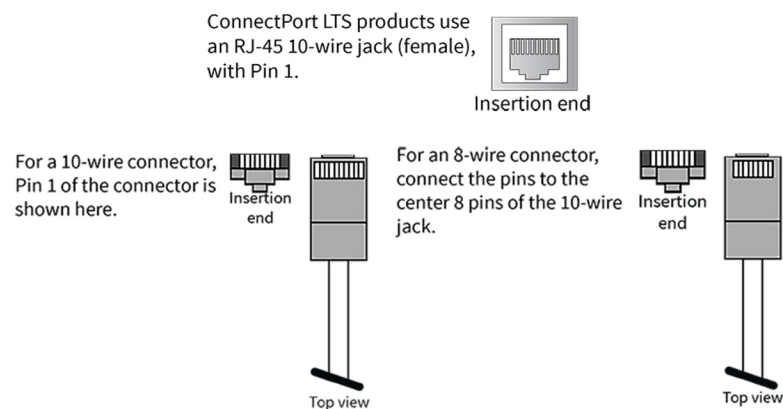 ConnectPort LTS products use
an RJ-45 10-wire jack (female),
with Pin 1.
Insertion end
For a 10-wire connector,
Pin 1 of the connector is
shown here.
Insertion
end
Top view
For an 8-wire connector,
connect the pins to the
center 8 pins of the 10-wire
jack.
Insertion
end
Top view